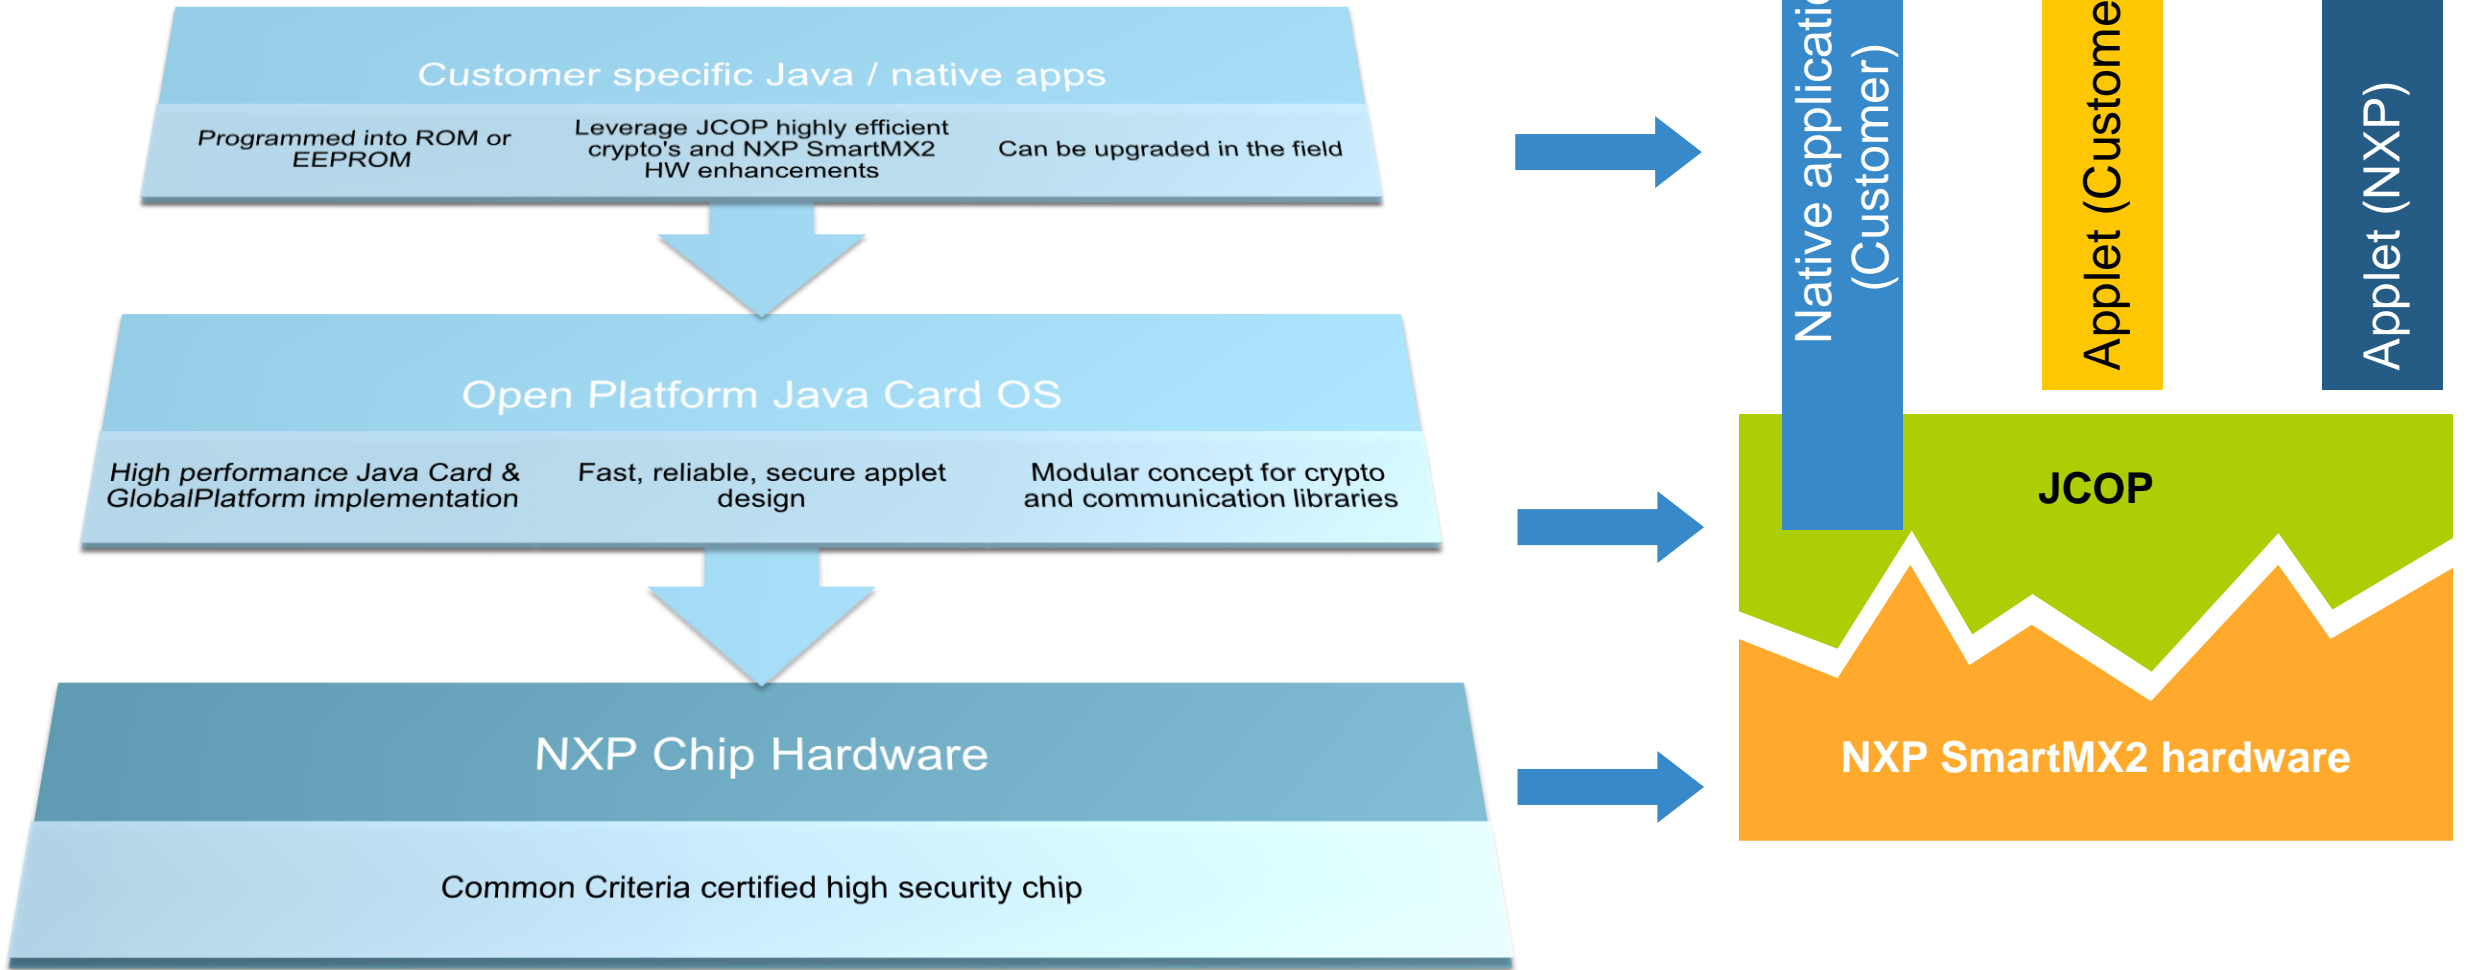 Customer specific Java / native apps
Programmed into ROM or
EEPROM
Leverage JCOP highly efficient
crypto's and NXP SmartMX2
HW enhancements
Can be upgraded in the field
Open Platform Java Card OS
High performance Java Card &
GlobalPlatform implementation
Fast, reliable, secure applet
design
Modular concept for crypto
and communication libraries
NXP Chip Hardware
Common Criteria certified high security chip
Native
(Customer)
Applet
Applet (NXP)
JCOP
NXP SmartMX2 hardware